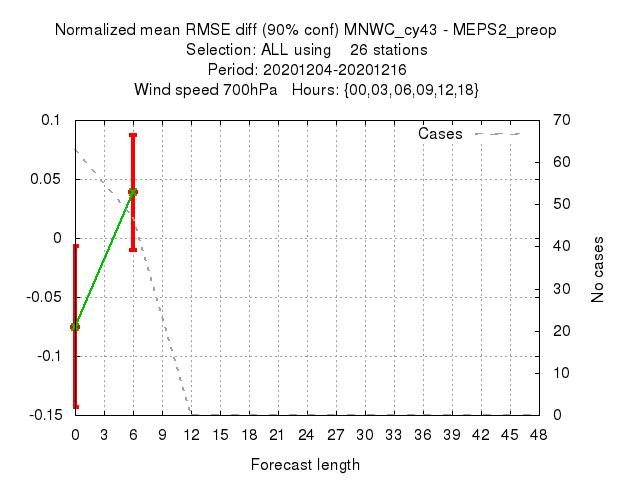 Normalized mean RMSE diff (90% conf) MNWC_cy43 - MEPS2_preop
Selection: ALL using 26 stations
Period: 20201204-20201216
Wind speed 700hPa Hours: {00,03,06,09,12,18}
0.1
0.05
0
-0.05
-0.1
-0.15
Cases
70
60
50
40
30
20
10
0
No cases
0 3 6 9 12 15 18 21 24 27 30 33 36 39 42 45 48
Forecast length